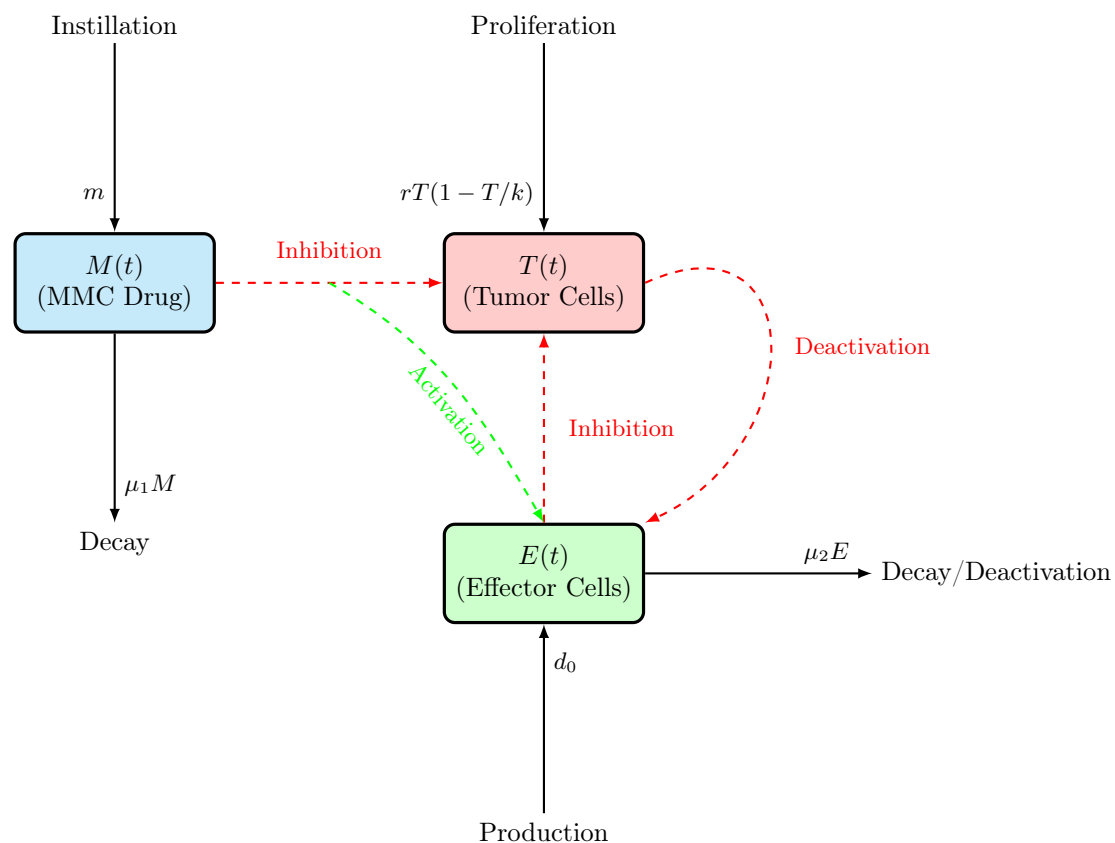 Instillation
Proliferation
m
rT(1 − T/k)
M(t)
(MMC Drug)
Inhibition
T(t)
(Tumor Cells)
Deactivation
Activation
Inhibition
μ₁M
Decay
E(t)
(Effector Cells)
μ₂E
Decay/Deactivation
d₀
Production